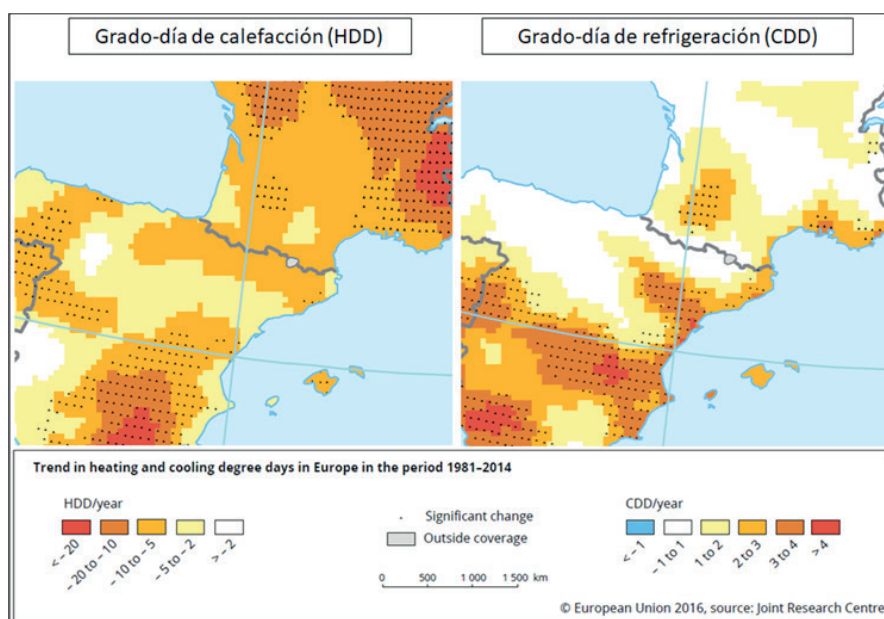 Grado-día de calefacción (HDD)
Grado-día de refrigeración (CDD)
Trend in heating and cooling degree days in Europe in the period 1981–2014
HDD/year
< – 20
– 20 to – 10
– 10 to – 5
– 5 to – 2
> – 2
Significant change
Outside coverage
0 500 1 000 1 500 km
CDD/year
< – 1
– 1 to 1
1 to 2
2 to 3
3 to 4
> 4
© European Union 2016, source: Joint Research Centre